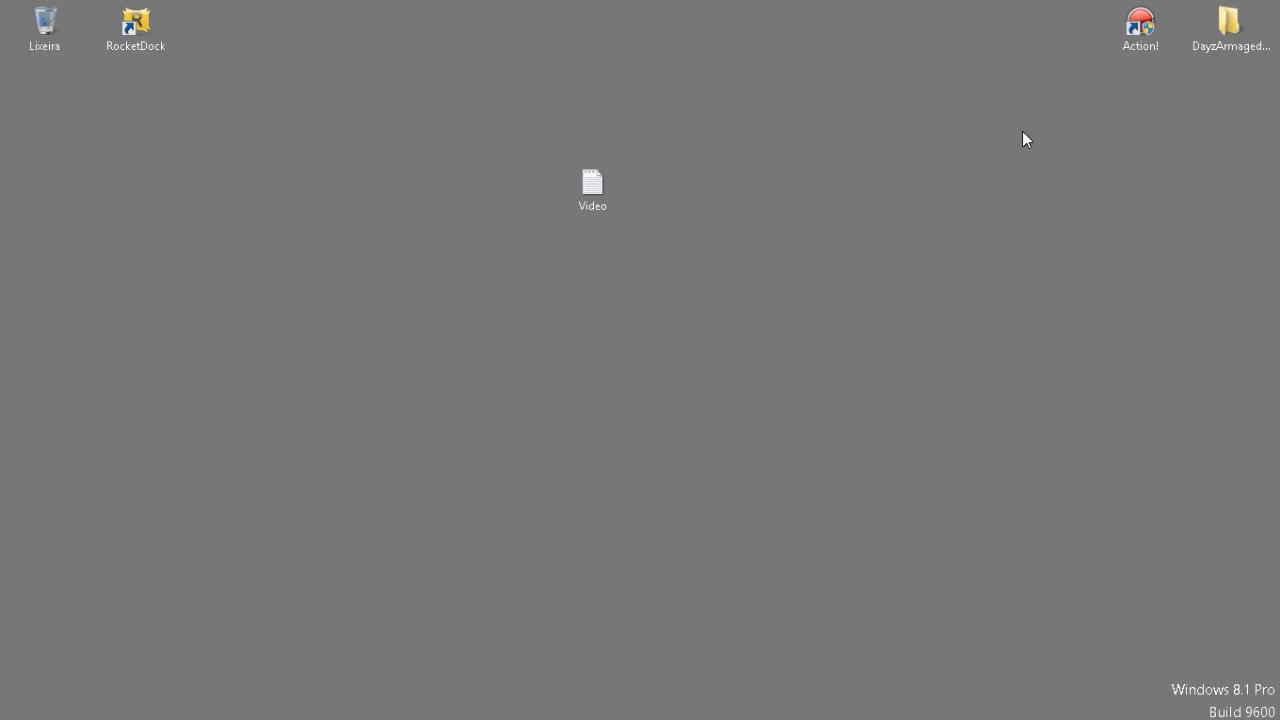 Lixeira
RocketDock
Action!
DayzArmaged...
Video
Windows 8.1 Pro
Build 9600